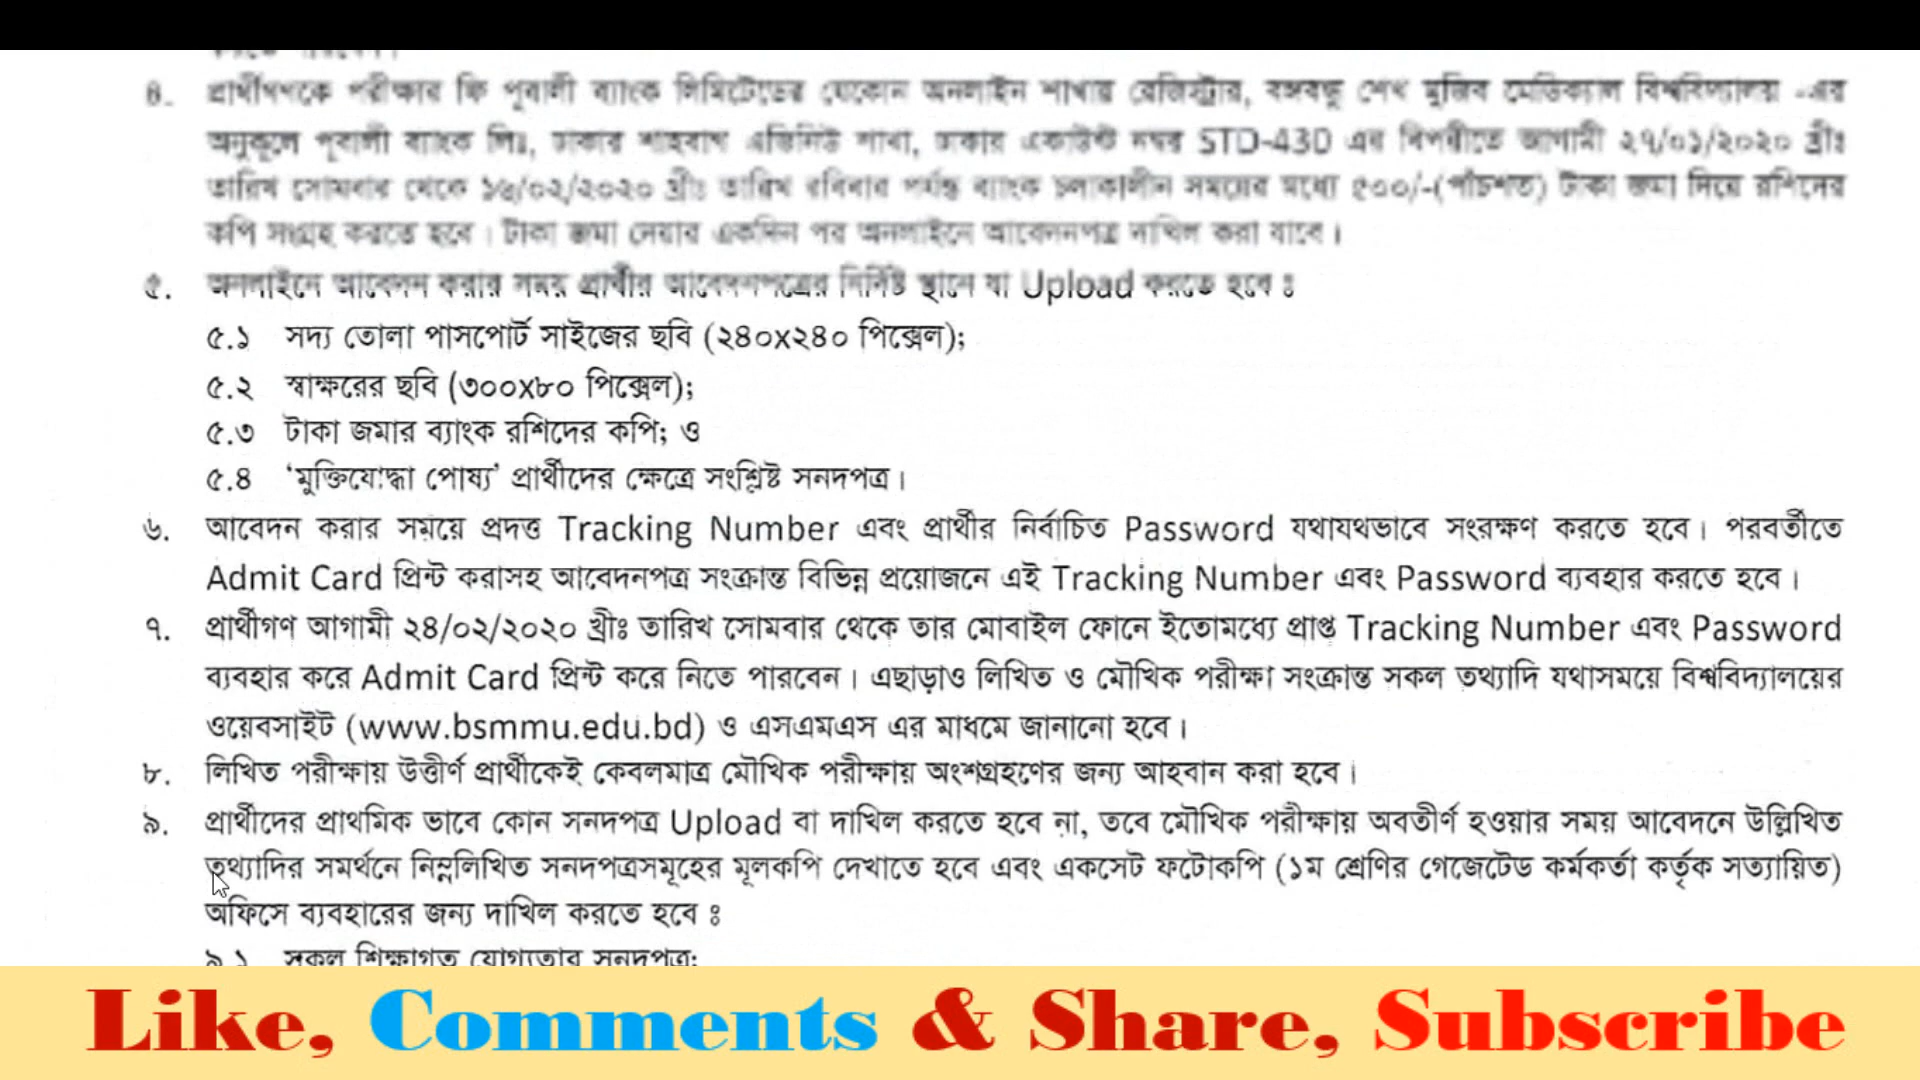 ৪. প্রার্থীগণকে পরীক্ষার ফি পূবালী ব্যাংক লিমিটেডের যেকোন অনলাইন শাখায় রেজিস্ট্রার, বঙ্গবন্ধু শেখ মুজিব মেডিক্যাল বিশ্ববিদ্যালয় -এর
অনুকূলে পূবালী ব্যাংক লিঃ, ঢাকার শাহবাগ এভিনিউ শাখা, ঢাকার একাউন্ট নম্বর STD-430 এর বিপরীতে আগামী ২৭/০১/২০২০ খ্রীঃ
তারিখ সোমবার থেকে ১৬/০২/২০২০ খ্রীঃ তারিখ রবিবার পর্যন্ত ব্যাংক চলাকালীন সময়ের মধ্যে ৫০০/-(পাঁচশত) টাকা জমা দিয়ে রশিদের
কপি সংগ্রহ করতে হবে। টাকা জমা দেয়ার একদিন পর অনলাইনে আবেদনপত্র দাখিল করা যাবে।
৫. অনলাইনে আবেদন করার সময় প্রার্থীর আবেদনপত্রের নির্দিষ্ট স্থানে যা Upload করতে হবে ঃ
৫.১ সদ্য তোলা পাসপোর্ট সাইজের ছবি (২৪০x২৪০ পিক্সেল);
৫.২ স্বাক্ষরের ছবি (৩০০x৮০ পিক্সেল);
৫.৩ টাকা জমার ব্যাংক রশিদের কপি; ও
৫.৪ ‘মুক্তিযোদ্ধা পোষ্য’ প্রার্থীদের ক্ষেত্রে সংশ্লিষ্ট সনদপত্র।
৬. আবেদন করার সময়ে প্রদত্ত Tracking Number এবং প্রার্থীর নির্বাচিত Password যথাযথভাবে সংরক্ষণ করতে হবে। পরবর্তীতে
Admit Card প্রিন্ট করাসহ আবেদনপত্র সংক্রান্ত বিভিন্ন প্রয়োজনে এই Tracking Number এবং Password ব্যবহার করতে হবে।
৭. প্রার্থীগণ আগামী ২৪/০২/২০২০ খ্রীঃ তারিখ সোমবার থেকে তার মোবাইল ফোনে ইতোমধ্যে প্রাপ্ত Tracking Number এবং Password
ব্যবহার করে Admit Card প্রিন্ট করে নিতে পারবেন। এছাড়াও লিখিত ও মৌখিক পরীক্ষা সংক্রান্ত সকল তথ্যাদি যথাসময়ে বিশ্ববিদ্যালয়ের
ওয়েবসাইট (www.bsmmu.edu.bd) ও এসএমএস এর মাধমে জানানো হবে।
৮. লিখিত পরীক্ষায় উত্তীর্ণ প্রার্থীকেই কেবলমাত্র মৌখিক পরীক্ষায় অংশগ্রহণের জন্য আহবান করা হবে।
৯. প্রার্থীদের প্রাথমিক ভাবে কোন সনদপত্র Upload বা দাখিল করতে হবে না, তবে মৌখিক পরীক্ষায় অবতীর্ণ হওয়ার সময় আবেদনে উল্লিখিত
তথ্যাদির সমর্থনে নিম্নলিখিত সনদপত্রসমূহের মূলকপি দেখাতে হবে এবং একসেট ফটোকপি (১ম শ্রেণির গেজেটেড কর্মকর্তা কর্তৃক সত্যায়িত)
অফিসে ব্যবহারের জন্য দাখিল করতে হবে ঃ
৯.১ সকল শিক্ষাগত যোগ্যতার সনদপত্র;
Like, Comments & Share, Subscribe